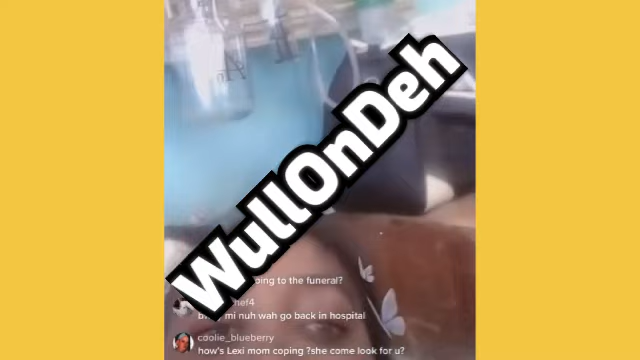 WullOnDeh
oing to the funeral?
hef4
mi nuh wah go back in hospital
coolie_blueberry
how's Lexi mom coping ?she come look for u?